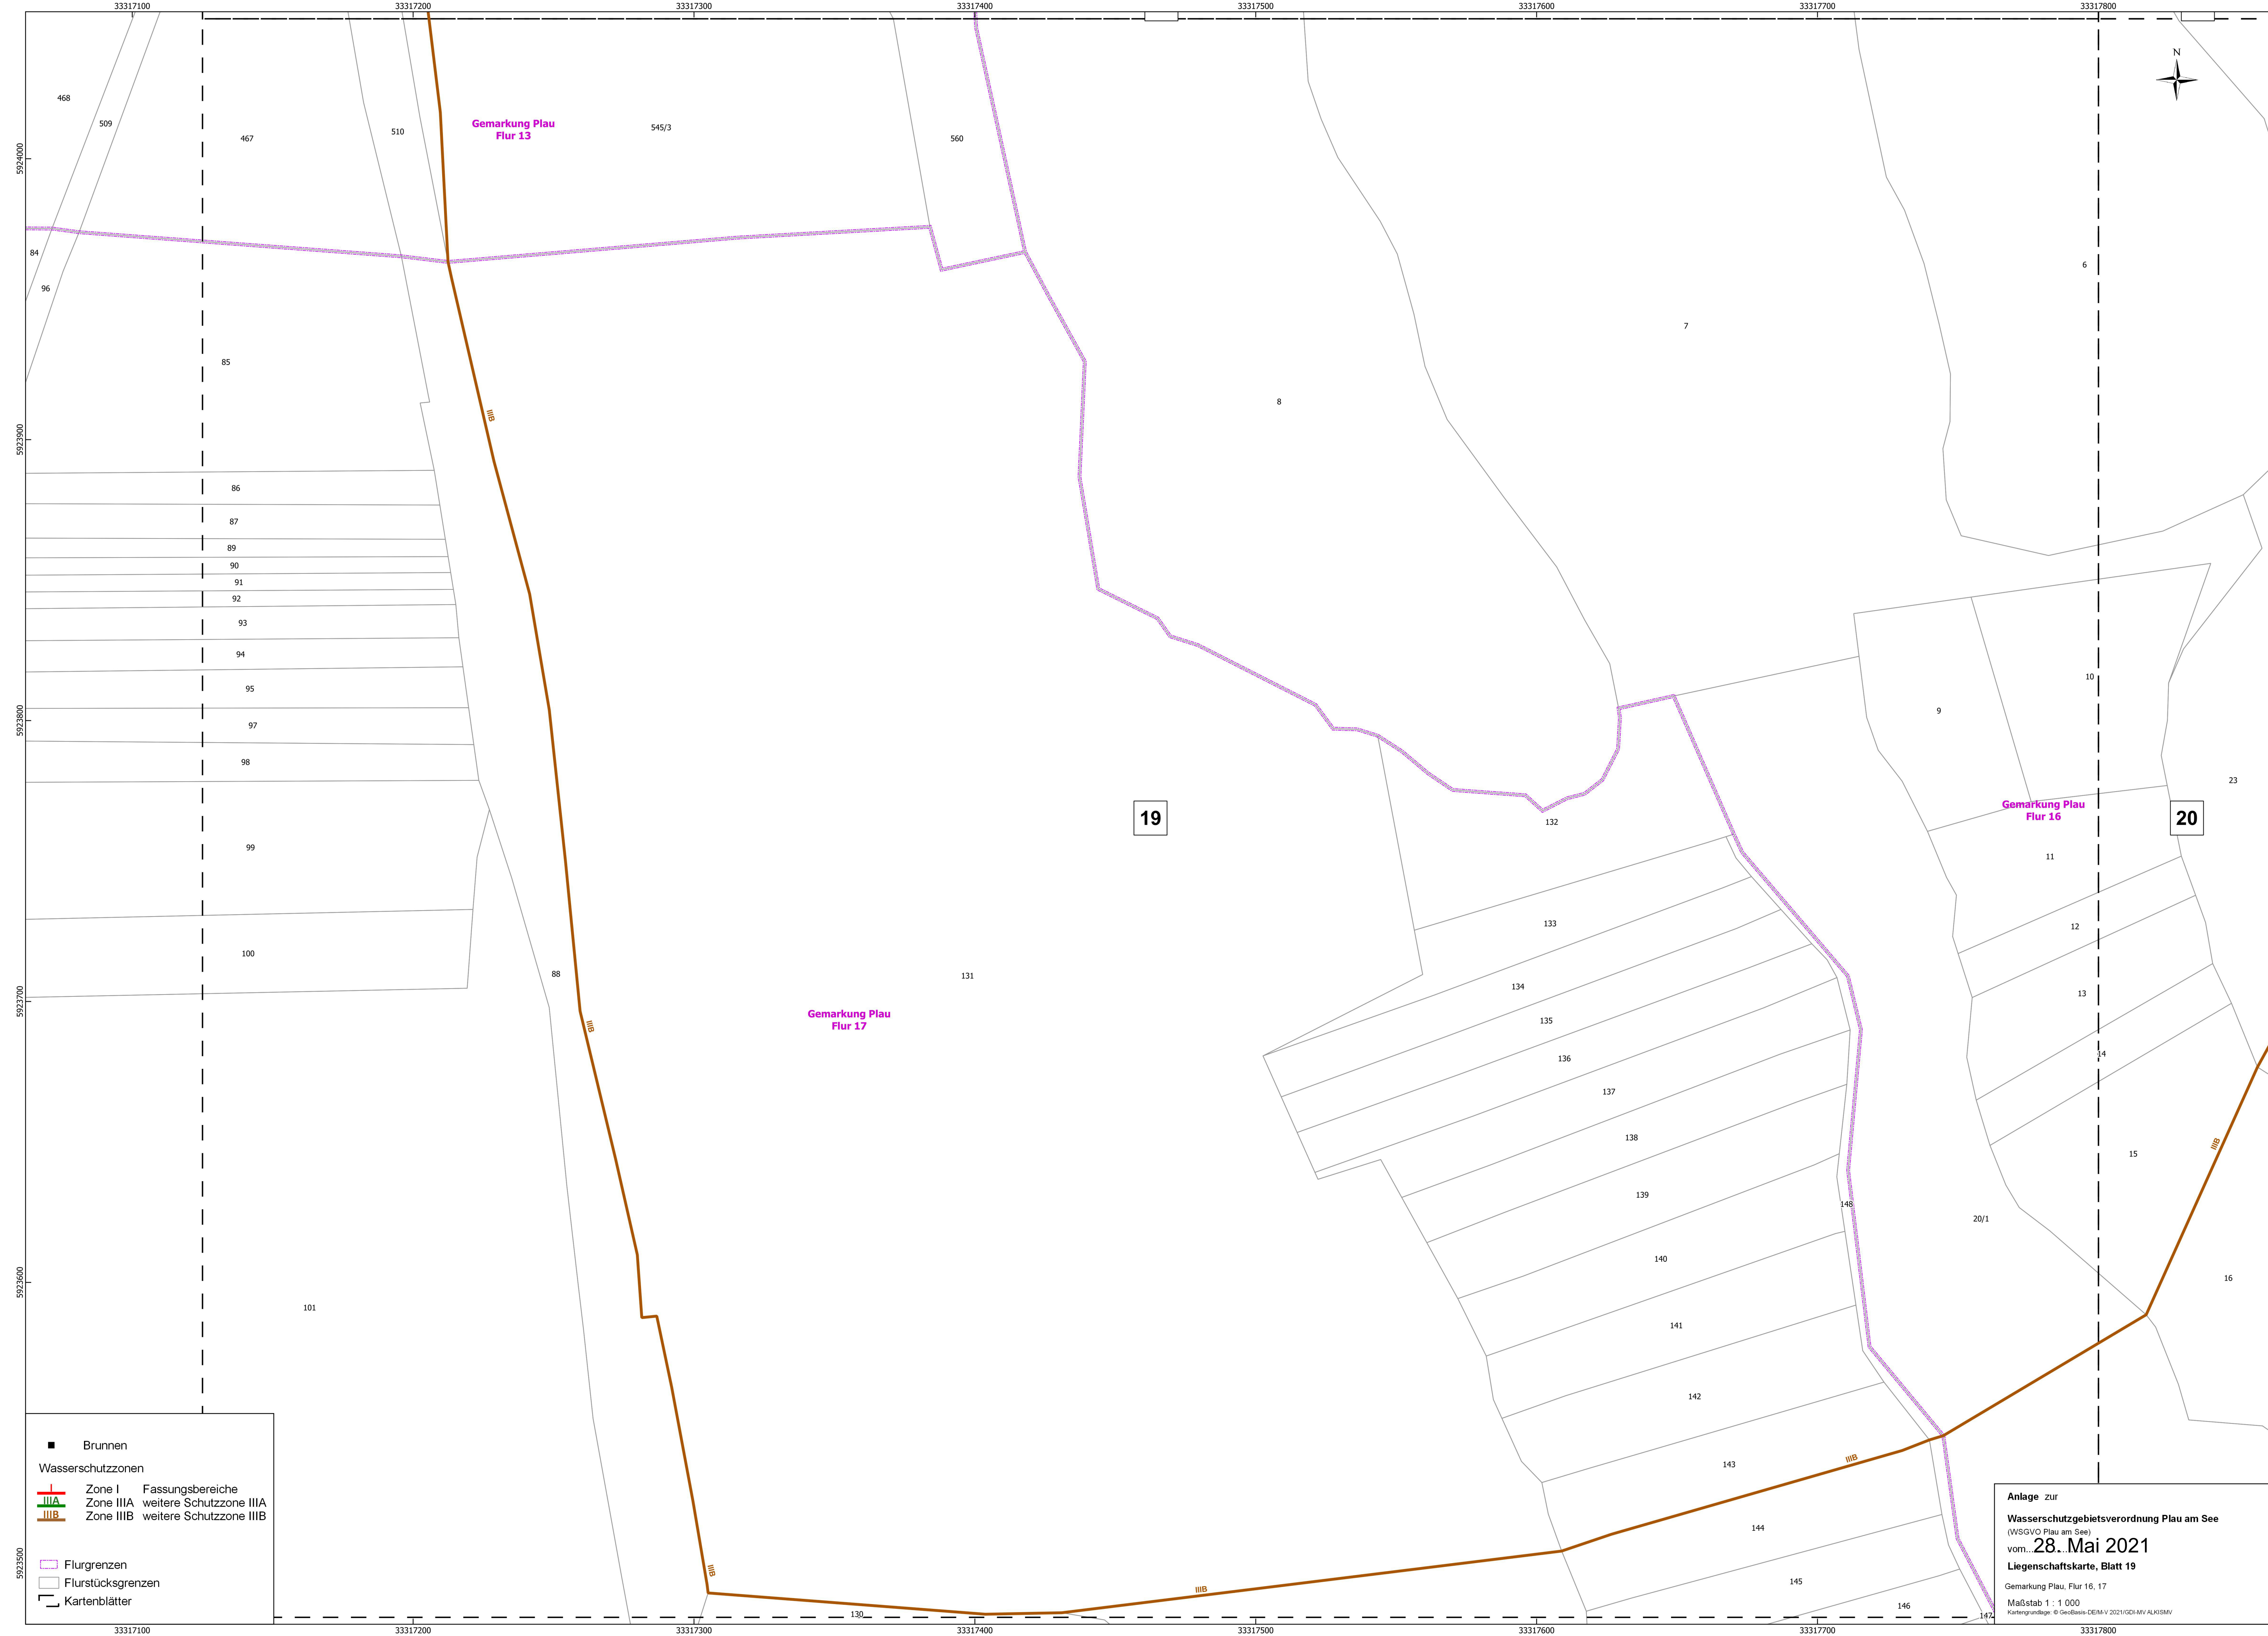 33317100 33317200 33317300 33317400 33317500 33317600 33317700 33317800
N
468
509
467
510
Gemarkung Plau
Flur 13
545/3
560
5924000
84
96
85
6
7
8
IIIB
5923900
86
87
89
90
91
92
93
94
95
97
98
5923800
99
100
88
131
19
132
9
10
23
Gemarkung Plau
Flur 16
20
11
12
13
14
15
16
133
134
135
136
137
138
139
140
141
142
143
144
145
146
147
148
20/1
5923700
IIIB
Gemarkung Plau
Flur 17
IIIB
5923600
101
IIIB
IIIB
IIIB
130
5923500
Brunnen
Wasserschutzzonen
I Zone I Fassungsbereiche
IIIA Zone IIIA weitere Schutzzone IIIA
IIIB Zone IIIB weitere Schutzzone IIIB
Flurgrenzen
Flurstücksgrenzen
Kartenblätter
Anlage zur
Wasserschutzgebietsverordnung Plau am See
(WSGVO Plau am See)
vom...28. Mai 2021
Liegenschaftskarte, Blatt 19
Gemarkung Plau, Flur 16, 17
Maßstab 1 : 1 000
Kartengrundlage: © GeoBasis-DE/M-V 2021/GDI-MV ALKISMV
33317100 33317200 33317300 33317400 33317500 33317600 33317700 33317800